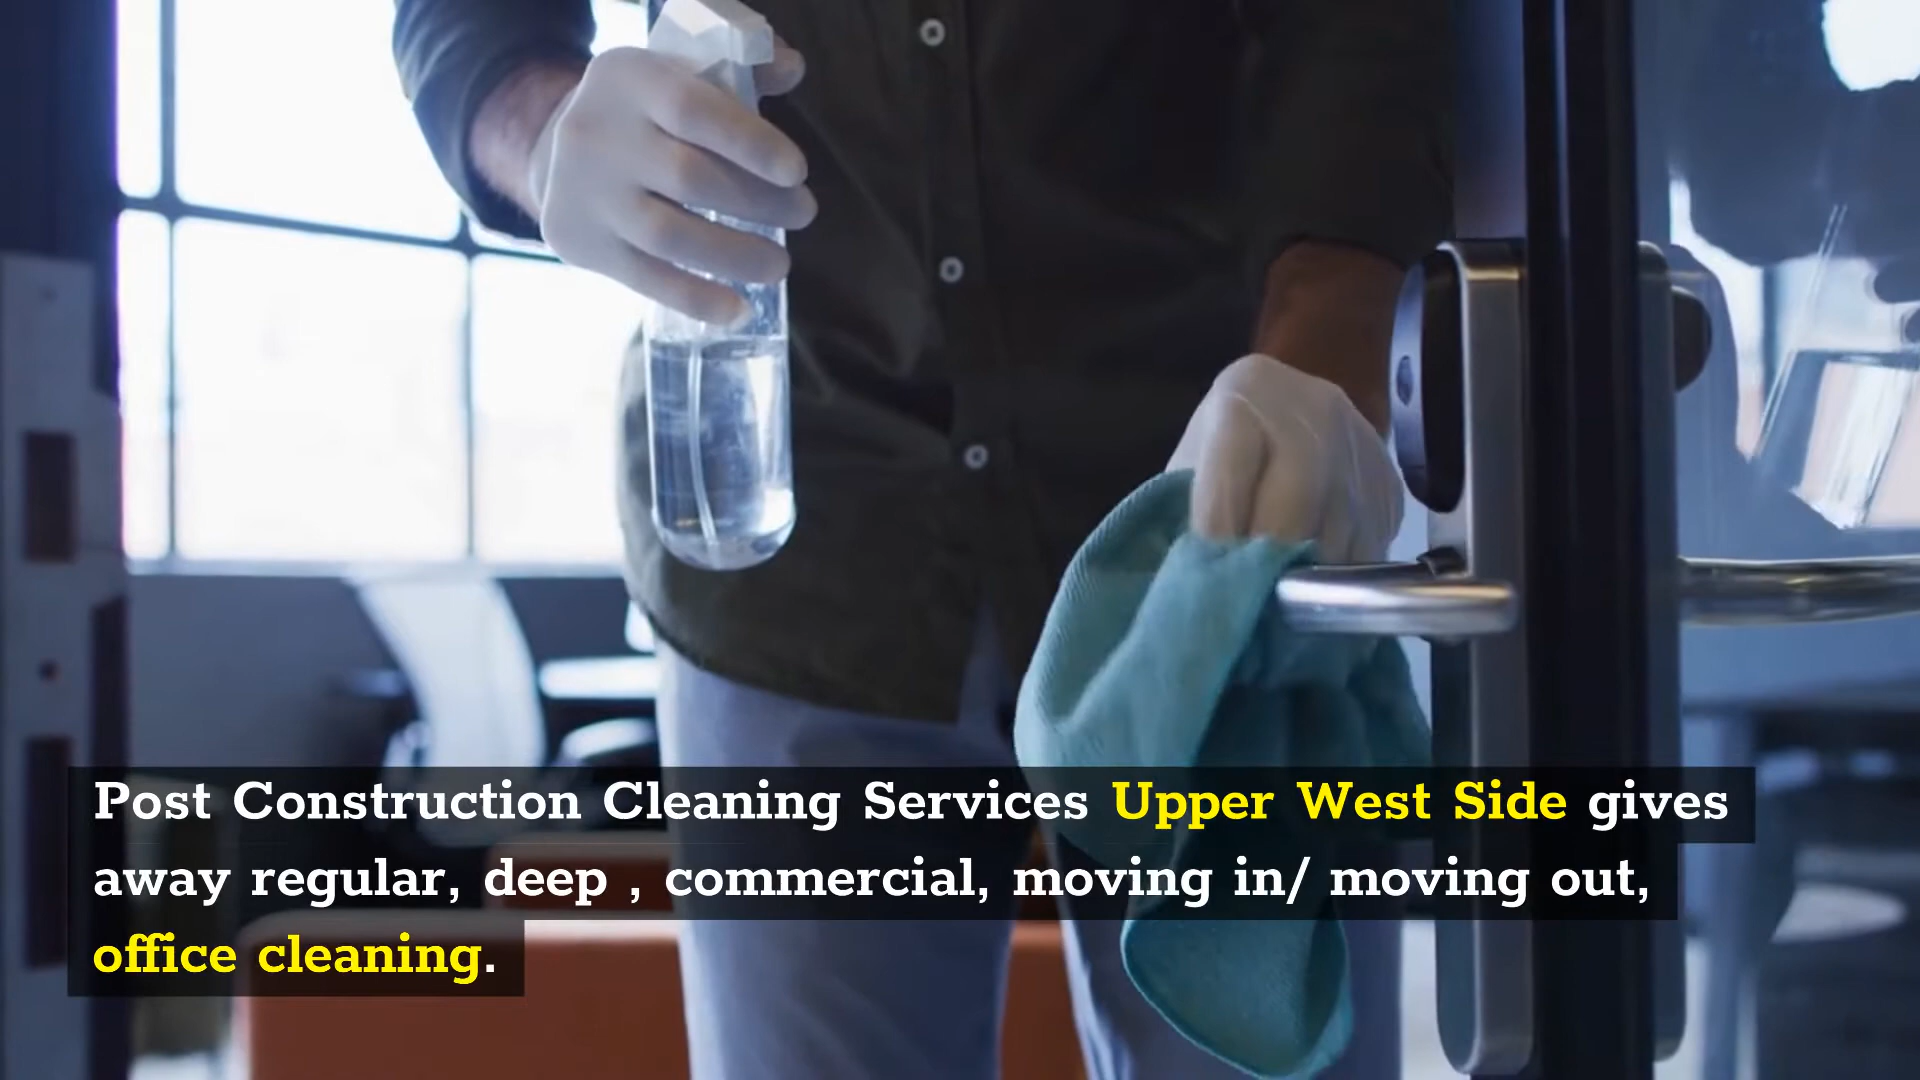 Post Construction Cleaning Services Upper West Side gives
away regular, deep , commercial, moving in/ moving out,
office cleaning.